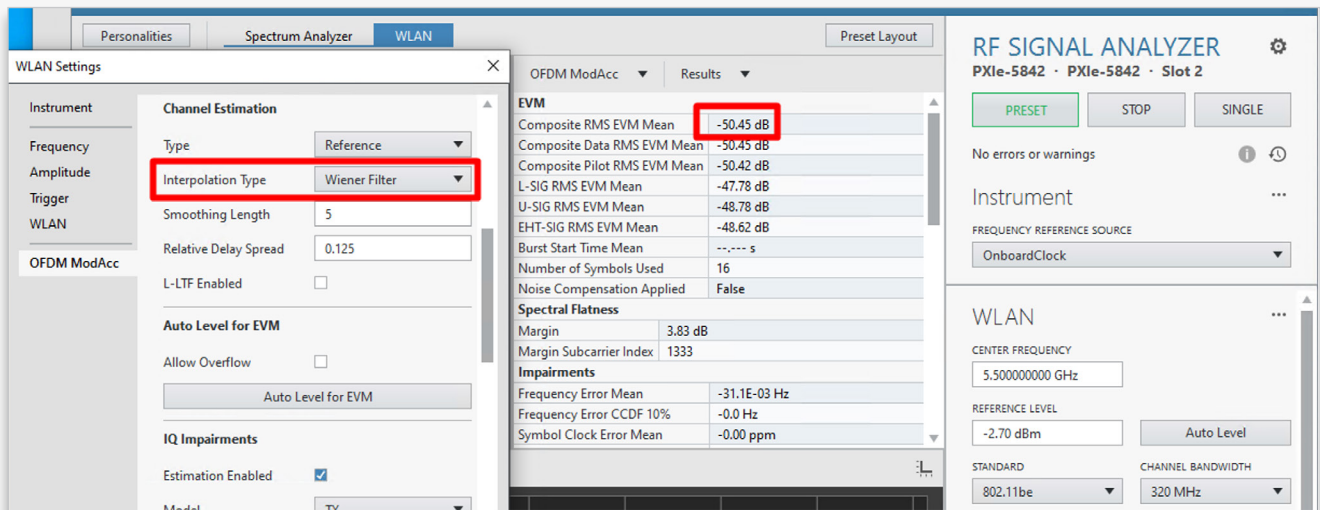 Personalities
Spectrum Analyzer
WLAN
Preset Layout
WLAN Settings
Instrument
Frequency
Amplitude
Trigger
WLAN
OFDM ModAcc
Channel Estimation
Type Reference
Interpolation Type Wiener Filter
Smoothing Length 5
Relative Delay Spread 0.125
L-LTF Enabled
Auto Level for EVM
Allow Overflow
Auto Level for EVM
IQ Impairments
Estimation Enabled
Model TX
OFDM ModAcc Results
EVM
Composite RMS EVM Mean -50.45 dB
Composite Data RMS EVM Mean -50.45 dB
Composite Pilot RMS EVM Mean -50.42 dB
L-SIG RMS EVM Mean -47.78 dB
U-SIG RMS EVM Mean -48.78 dB
EHT-SIG RMS EVM Mean -48.62 dB
Burst Start Time Mean --.--- s
Number of Symbols Used 16
Noise Compensation Applied False
Spectral Flatness
Margin 3.83 dB
Margin Subcarrier Index 1333
Impairments
Frequency Error Mean -31.1E-03 Hz
Frequency Error CCDF 10% -0.0 Hz
Symbol Clock Error Mean -0.00 ppm
RF SIGNAL ANALYZER
PXIe-5842 · PXIe-5842 · Slot 2
PRESET STOP SINGLE
No errors or warnings
Instrument
FREQUENCY REFERENCE SOURCE
OnboardClock
WLAN
CENTER FREQUENCY
5.500000000 GHz
REFERENCE LEVEL
-2.70 dBm Auto Level
STANDARD CHANNEL BANDWIDTH
802.11be 320 MHz